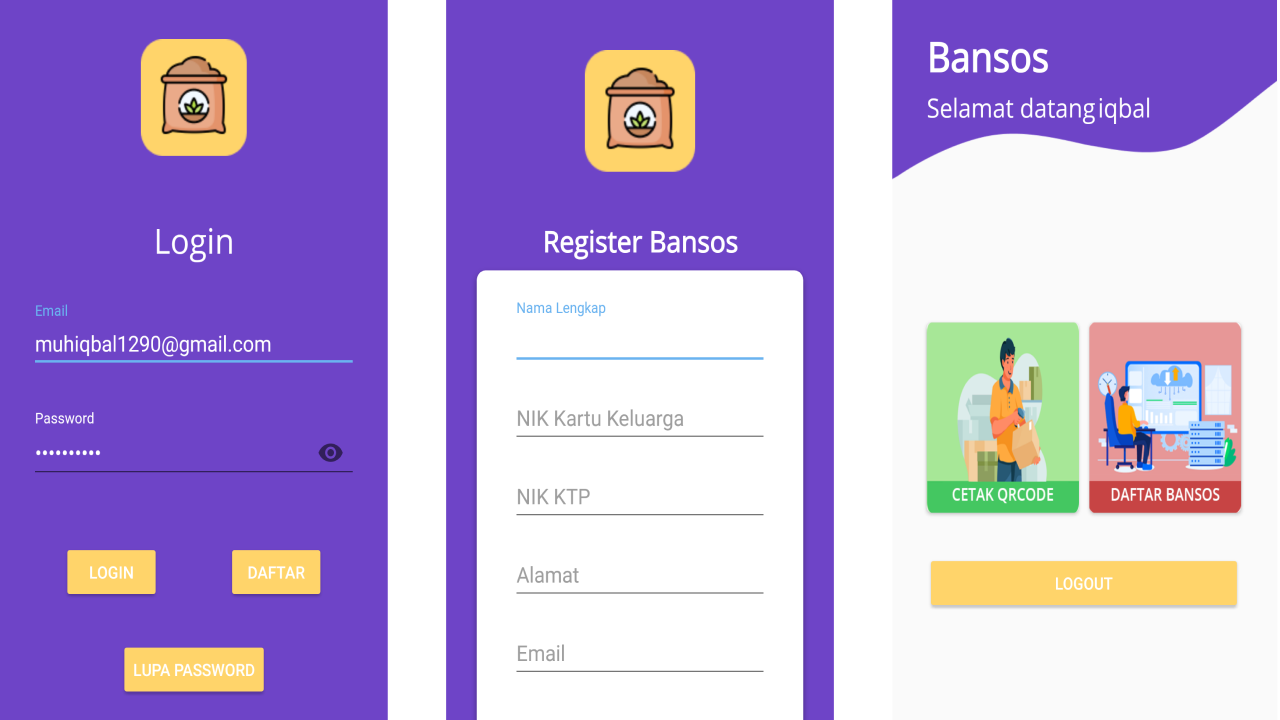 Login
Email
muhiqbal1290@gmail.com
Password
••••••••••
LOGIN
DAFTAR
LUPA PASSWORD
Register Bansos
Nama Lengkap
NIK Kartu Keluarga
NIK KTP
Alamat
Email
Bansos
Selamat datang iqbal
CETAK QRCODE
DAFTAR BANSOS
LOGOUT